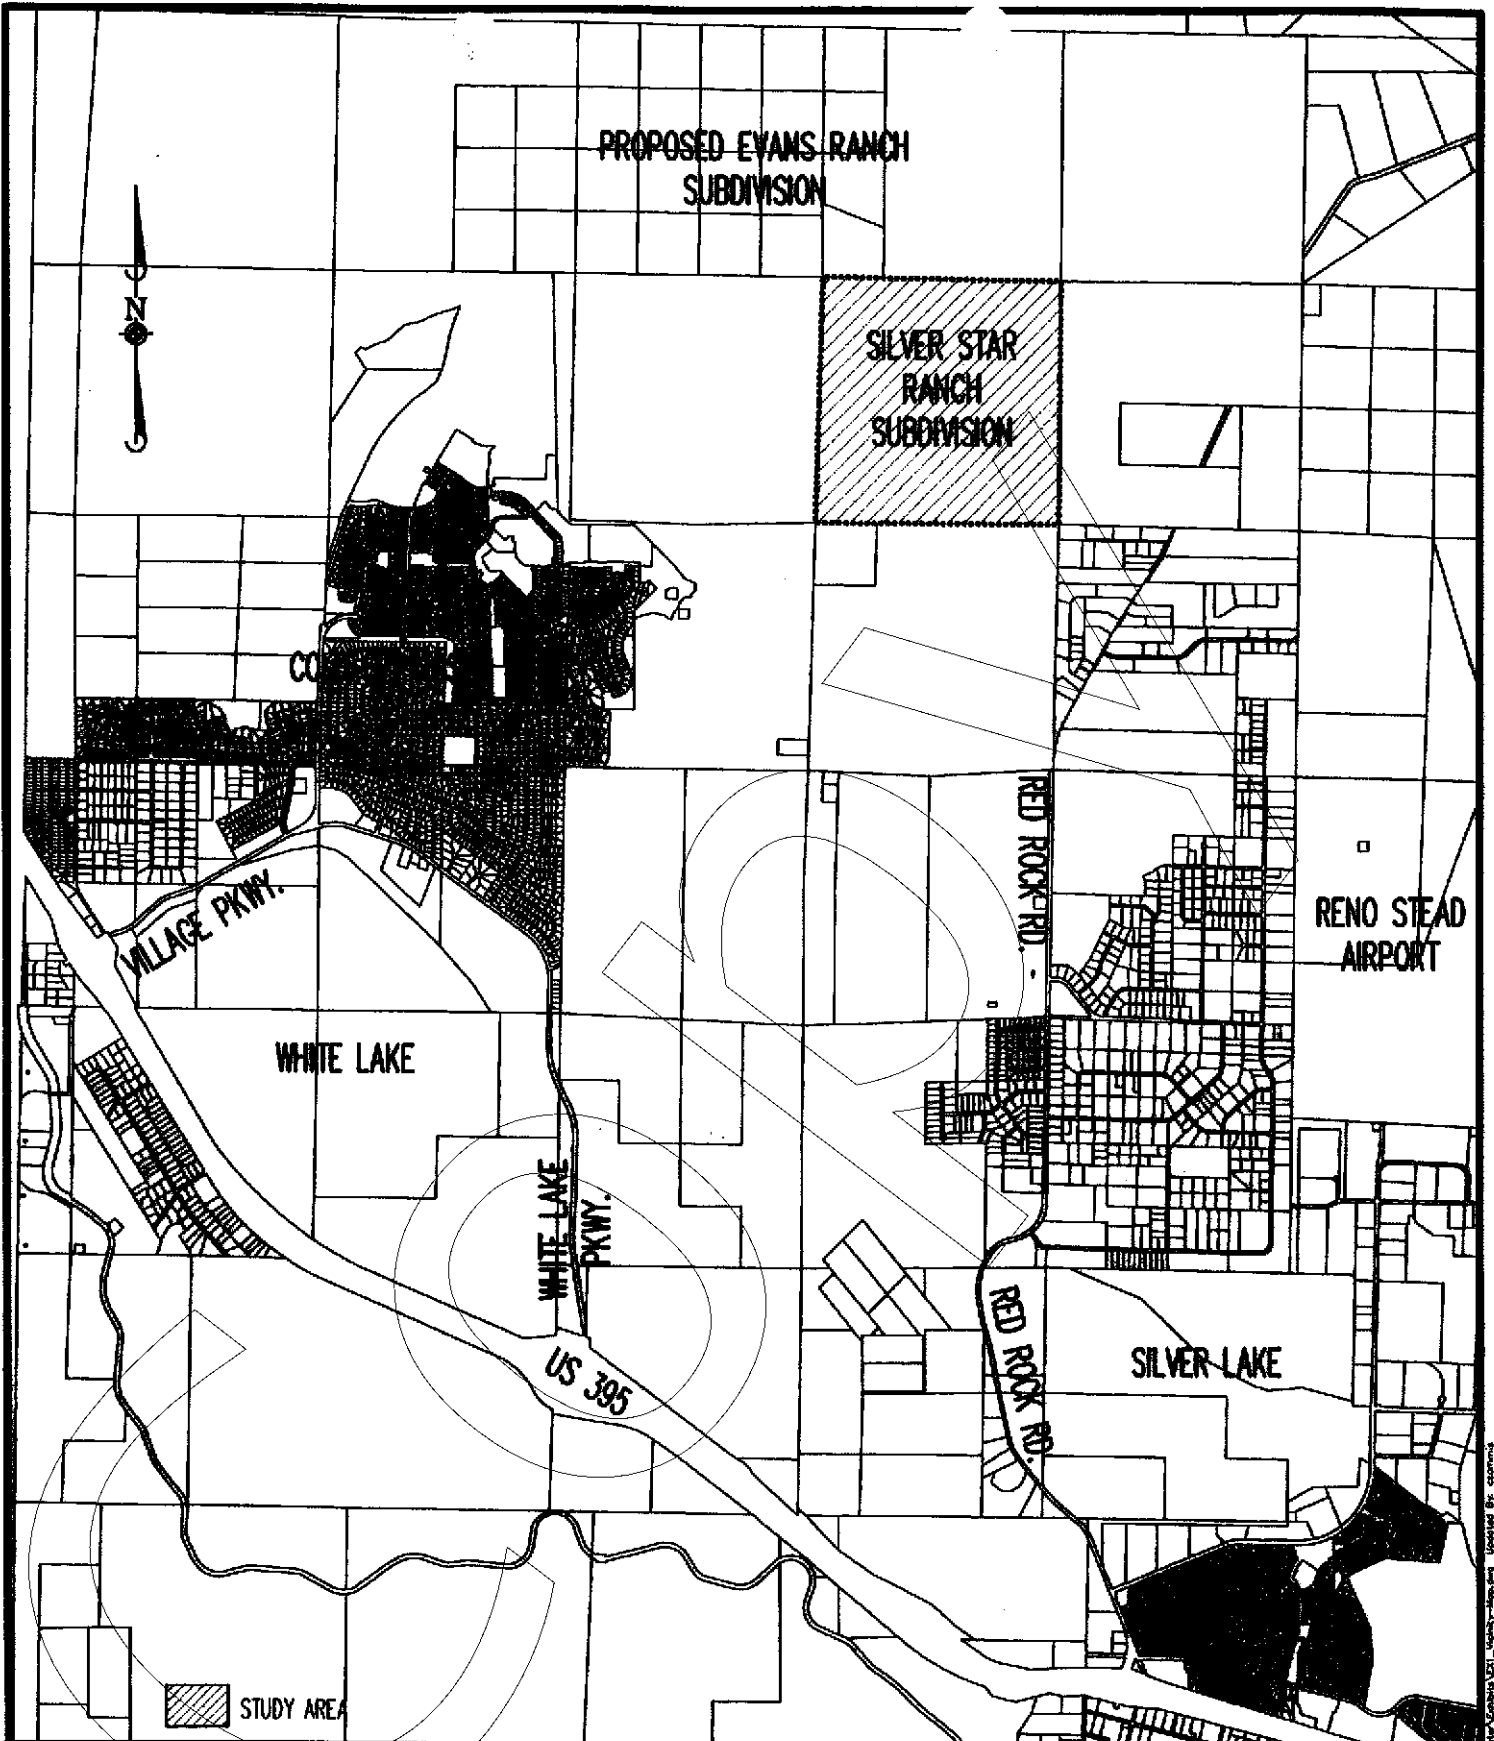 PROPOSED EVANS RANCH
SUBDIVISION
N
SILVER STAR
RANCH
SUBDIVISION
RED ROCK RD.
RENO STEAD
AIRPORT
VILLAGE PKWY.
WHITE LAKE
WHITE LAKE
PKWY.
US 395
RED ROCK RD.
SILVER LAKE
STUDY AREA